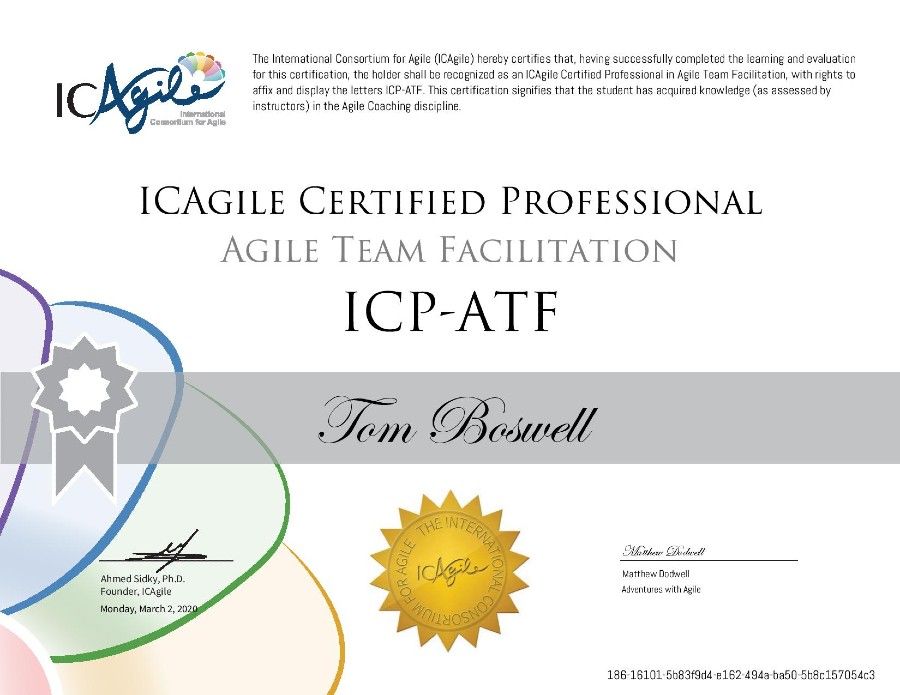 ICAgile
International
Consortium for Agile
The International Consortium for Agile (ICAgile) hereby certifies that, having successfully completed the learning and evaluation
for this certification, the holder shall be recognized as an ICAgile Certified Professional in Agile Team Facilitation, with rights to
affix and display the letters ICP-ATF. This certification signifies that the student has acquired knowledge (as assessed by
instructors) in the Agile Coaching discipline.
ICAgile Certified Professional
Agile Team Facilitation
ICP-ATF
Tom Boswell
THE INTERNATIONAL CONSORTIUM FOR AGILE
ICAgile
Ahmed Sidky, Ph.D.
Founder, ICAgile
Monday, March 2, 2020
Matthew Dodwell
Matthew Dodwell
Adventures with Agile
186-16101-5b83f9d4-e162-494a-ba50-5b8c157054c3